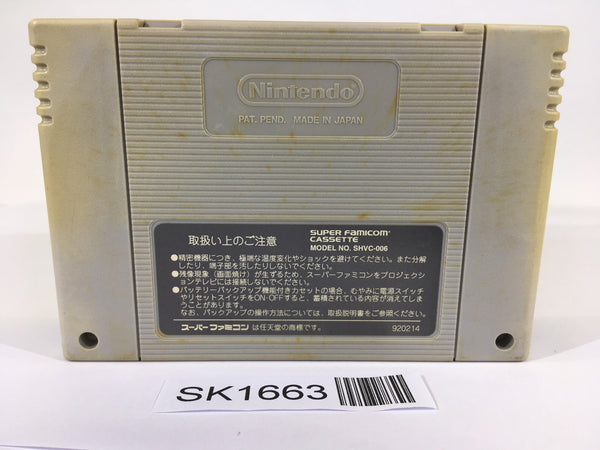 Nintendo
PAT. PEND. MADE IN JAPAN
取扱い上のご注意
SUPER FAMICOM
CASSETTE
MODEL NO. SHVC-006
●精密機器につき、極端な温度変化やショックを避けてください。また分解
したり、端子部を汚したりしないでください。
●残像現象(画面焼け)が生ずるため、スーパーファミコンをプロジェクシ
ョンテレビには接続しないでください。
●バッテリーバックアップ機能付きカセットの場合、むやみに電源スイッチ
やリセットスイッチをON・OFFすると、蓄積されている内容が消えてしま
うことがあります。
なお、バックアップの操作方法については、取扱説明書をご参照ください。
スーパーファミコン は任天堂の商標です。
920214
SK1663